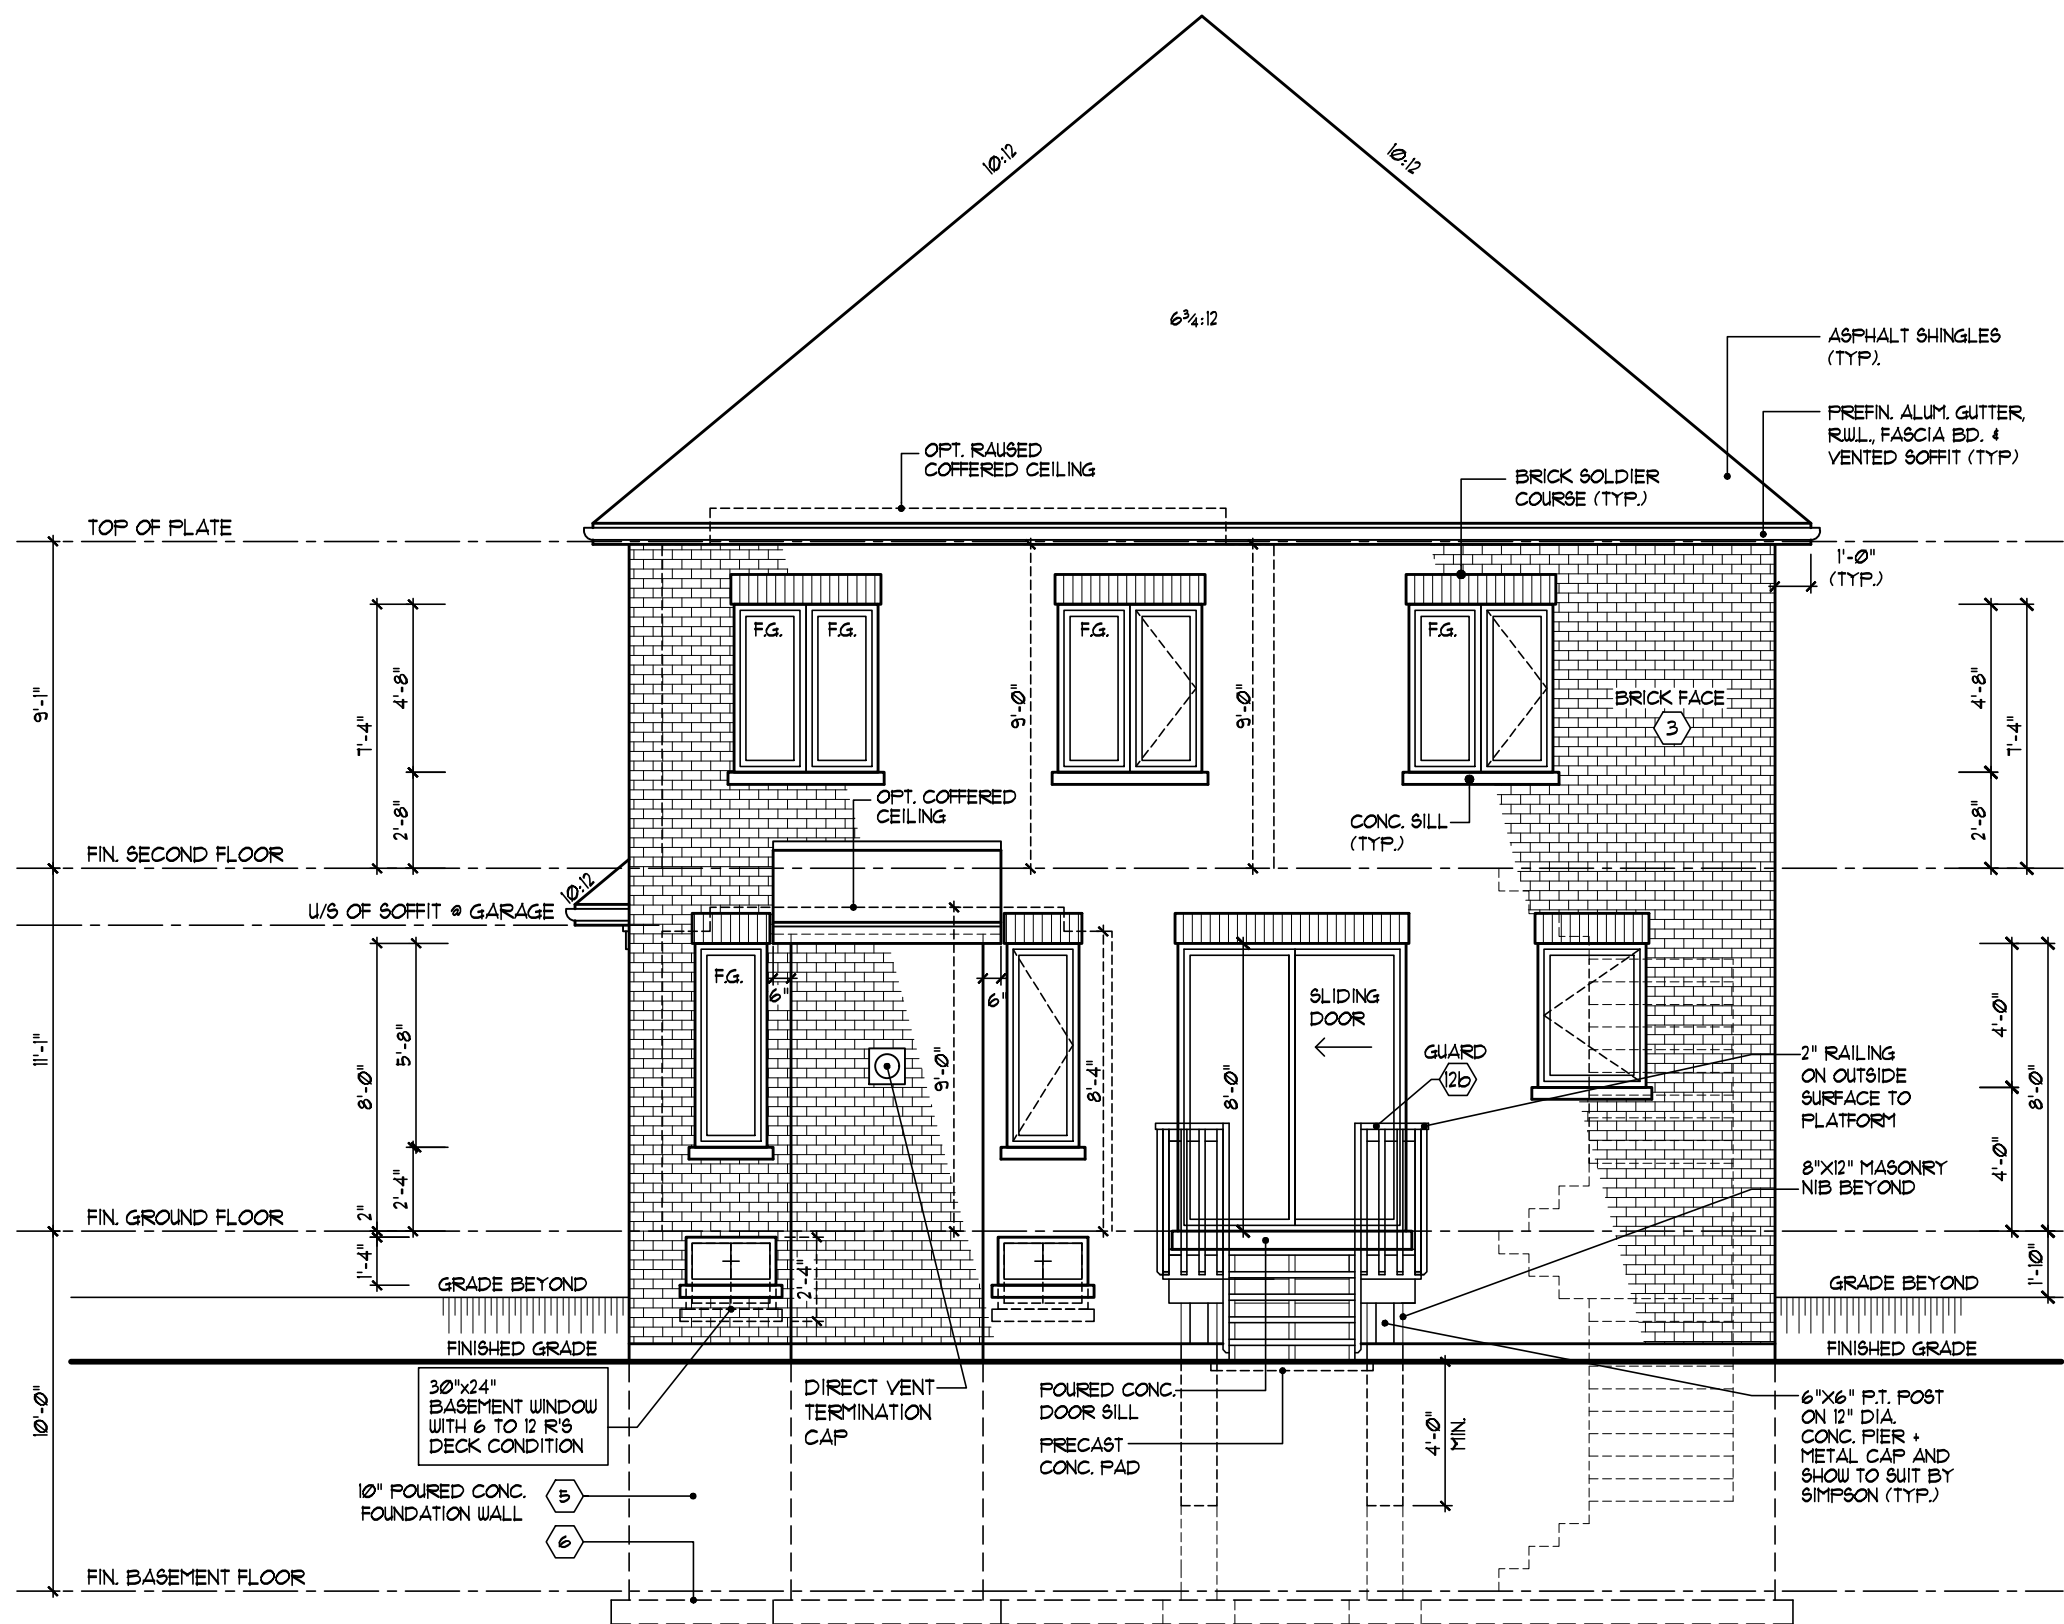 10:12
10:12
6¾:12
ASPHALT SHINGLES
(TYP).
PREFIN. ALUM. GUTTER,
R.W.L., FASCIA BD. &
VENTED SOFFIT (TYP)
OPT. RAUSED
COFFERED CEILING
BRICK SOLDIER
COURSE (TYP.)
TOP OF PLATE
1'-0"
(TYP.)
F.G.
F.G.
F.G.
F.G.
9'-1"
7'-4"
4'-8"
2'-8"
9'-0"
9'-0"
BRICK FACE
3
4'-8"
7'-4"
2'-8"
OPT. COFFERED
CEILING
CONC. SILL
(TYP.)
FIN. SECOND FLOOR
10:12
U/S OF SOFFIT @ GARAGE
F.G.
6"
6"
SLIDING
DOOR
11'-1"
8'-0"
5'-8"
2'-4"
9'-0"
8'-4"
8'-0"
GUARD
12b
4'-0"
8'-0"
4'-0"
2" RAILING
ON OUTSIDE
SURFACE TO
PLATFORM
8"X12" MASONRY
NIB BEYOND
FIN. GROUND FLOOR
2"
1'-4"
2'-4"
1'-10"
GRADE BEYOND
GRADE BEYOND
FINISHED GRADE
FINISHED GRADE
30"x24"
BASEMENT WINDOW
WITH 6 TO 12 R'S
DECK CONDITION
DIRECT VENT
TERMINATION
CAP
POURED CONC.
DOOR SILL
PRECAST
CONC. PAD
4'-0"
MIN.
6"X6" P.T. POST
ON 12" DIA.
CONC. PIER +
METAL CAP AND
SHOW TO SUIT BY
SIMPSON (TYP.)
10'-0"
10" POURED CONC.
FOUNDATION WALL
5
6
FIN. BASEMENT FLOOR